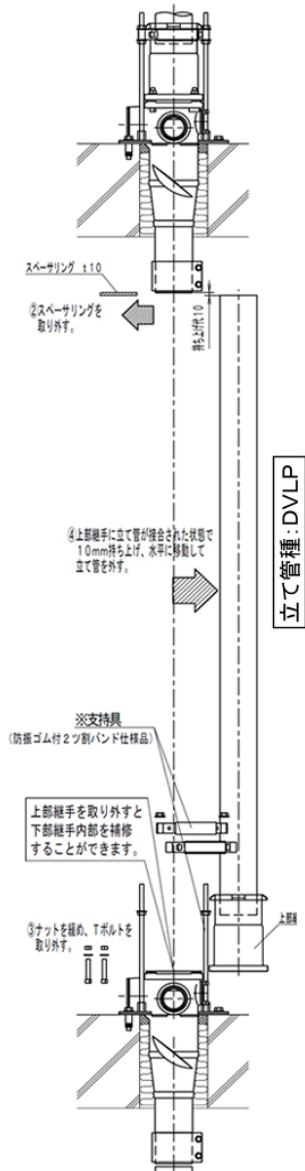 スペーサリング t10
②スペーサリングを
取り外す。
持ち上げ代10
立て管種:DVLP
④上部継手に立て管が接合された状態で
10mm持ち上げ、水平に移動して
立て管を外す。
※支持具
(防振ゴム付2ツ割バンド仕様品)
上部継手を取り外すと
下部継手内部を補修
することができます。
③ナットを緩め、Tボルトを
取り外す。
上部